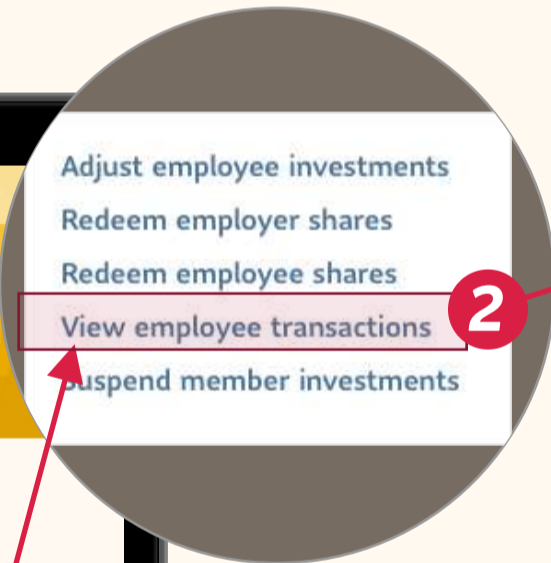 Adjust employee investments
Redeem employer shares
Redeem employee shares
View employee transactions
2
Suspend member investments